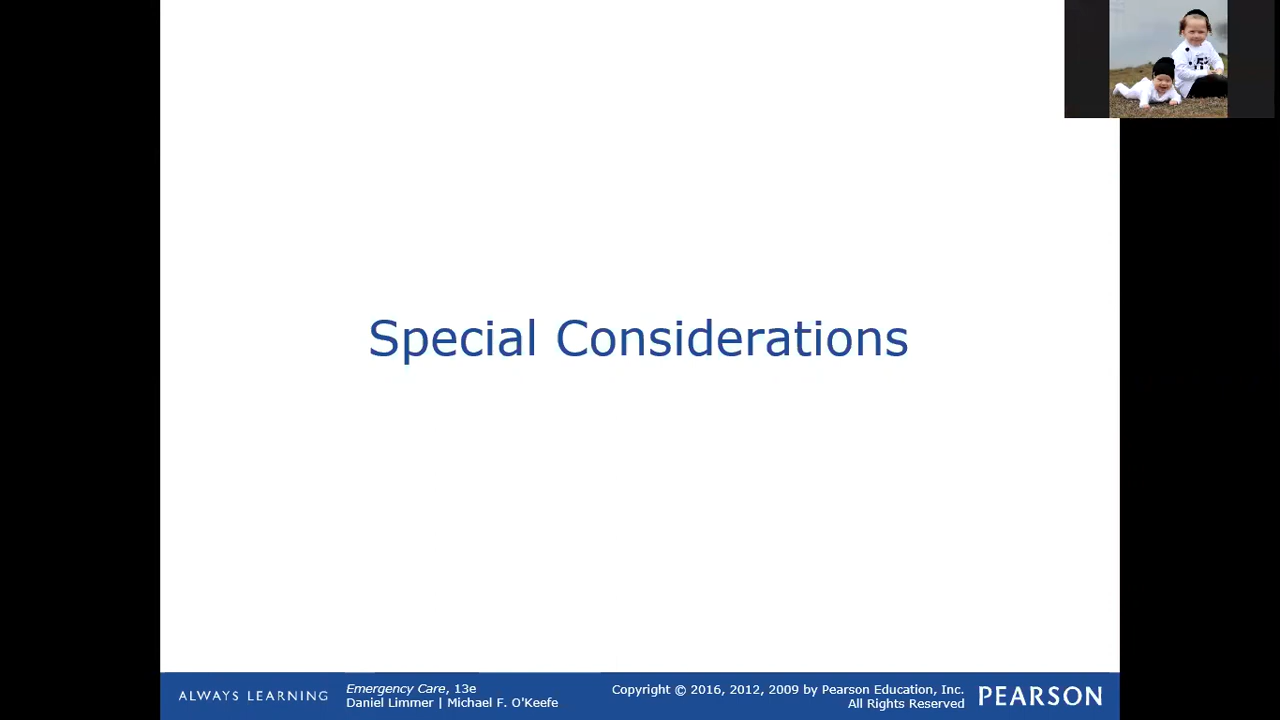 Special Considerations
ALWAYS LEARNING
Emergency Care, 13e
Daniel Limmer | Michael F. O'Keefe
Copyright © 2016, 2012, 2009 by Pearson Education, Inc.
All Rights Reserved
PEARSON